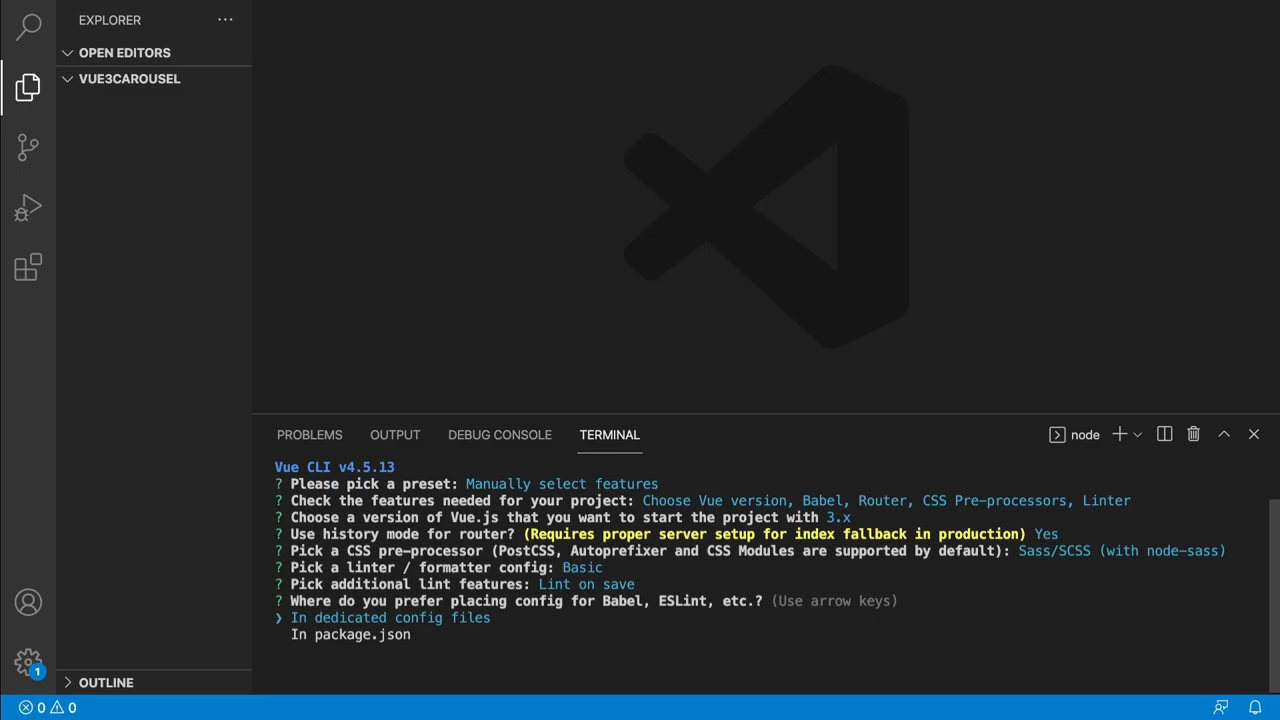 EXPLORER
OPEN EDITORS
VUE3CAROUSEL
PROBLEMS OUTPUT DEBUG CONSOLE TERMINAL
node
Vue CLI v4.5.13
? Please pick a preset: Manually select features
? Check the features needed for your project: Choose Vue version, Babel, Router, CSS Pre-processors, Linter
? Choose a version of Vue.js that you want to start the project with 3.x
? Use history mode for router? (Requires proper server setup for index fallback in production) Yes
? Pick a CSS pre-processor (PostCSS, Autoprefixer and CSS Modules are supported by default): Sass/SCSS (with node-sass)
? Pick a linter / formatter config: Basic
? Pick additional lint features: Lint on save
? Where do you prefer placing config for Babel, ESLint, etc.? (Use arrow keys)
❯ In dedicated config files
In package.json
1
OUTLINE
0 0